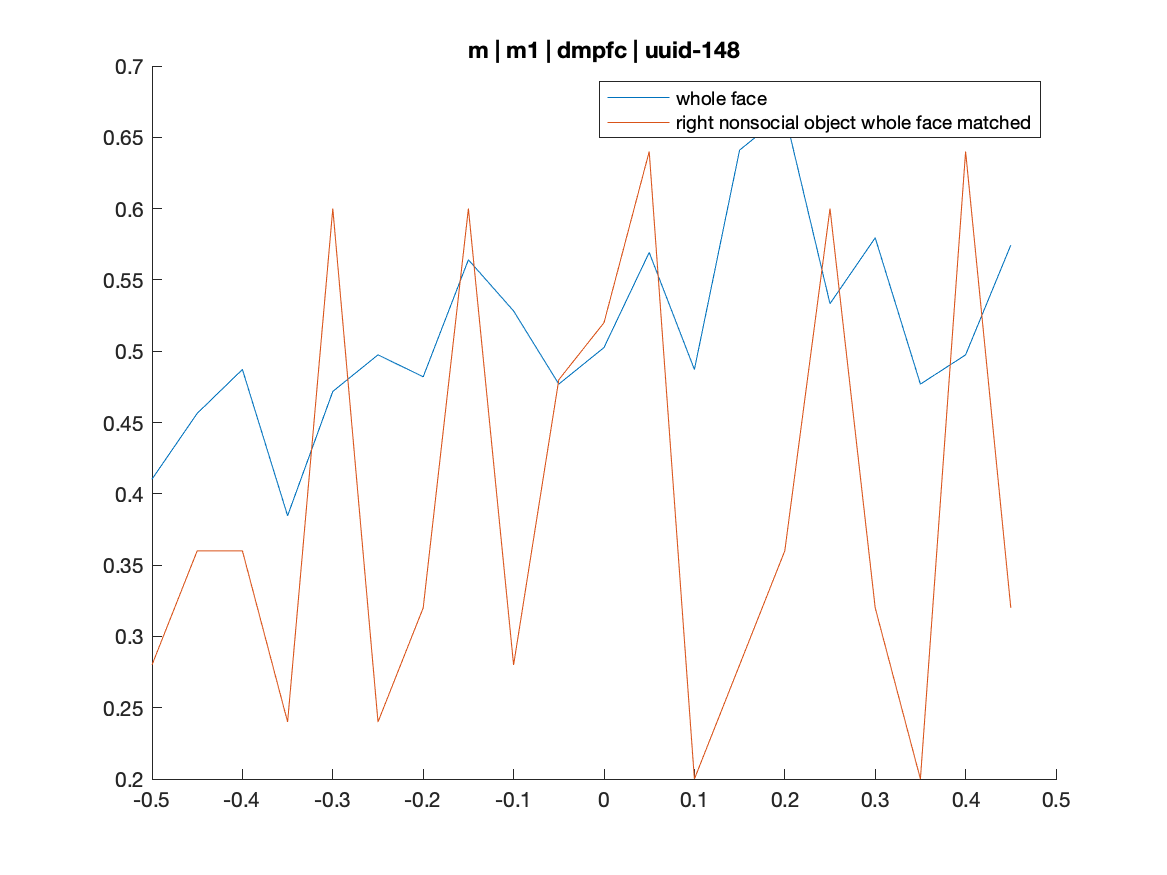 m | m1 | dmpfc | uuid-148
0.7
0.65
0.6
0.55
0.5
0.45
0.4
0.35
0.3
0.25
0.2
whole face
right nonsocial object whole face matched
-0.5 -0.4 -0.3 -0.2 -0.1 0 0.1 0.2 0.3 0.4 0.5